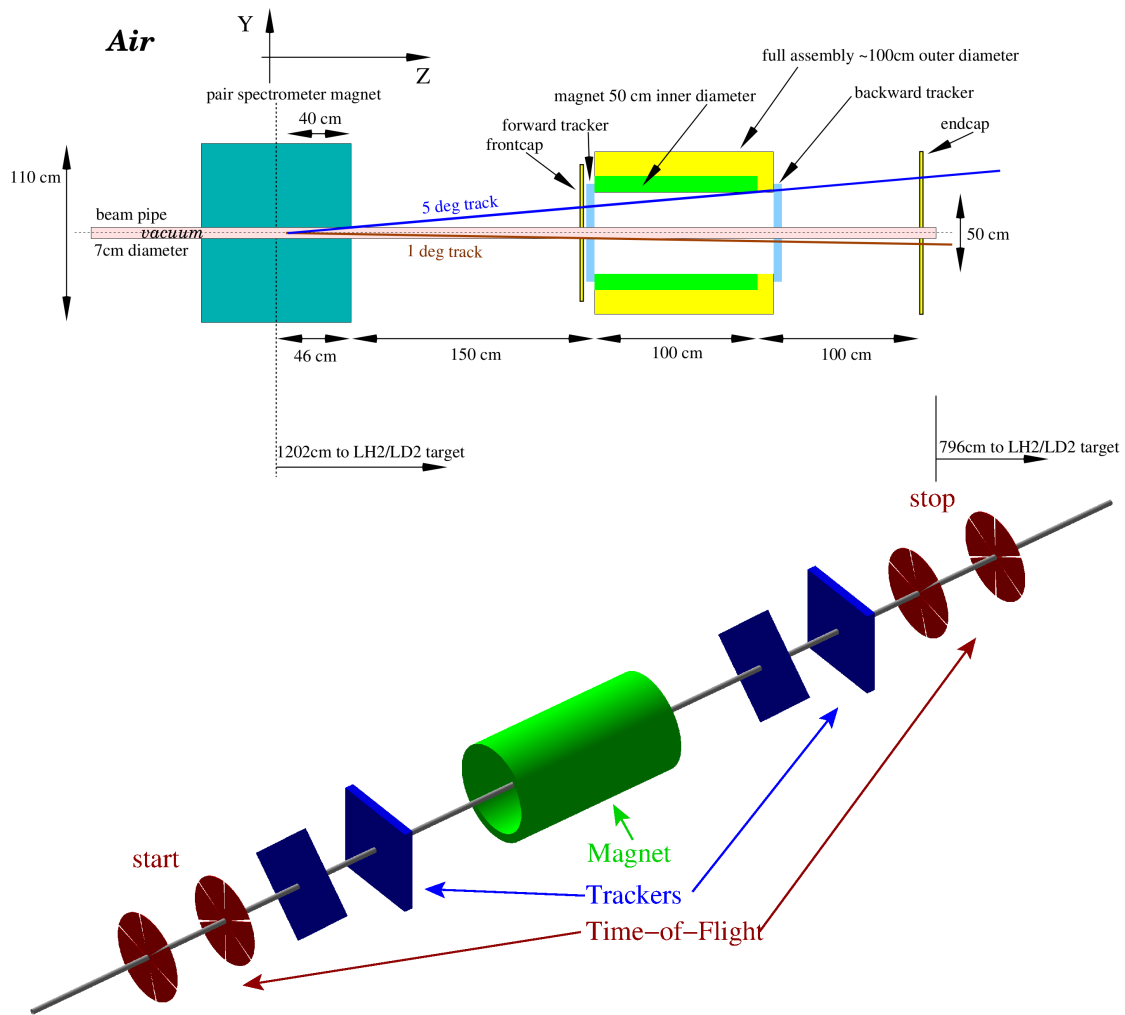 Air
Y
Z
pair spectrometer magnet
40 cm
full assembly ~100cm outer diameter
magnet 50 cm inner diameter
backward tracker
forward tracker
frontcap
endcap
110 cm
beam pipe
vacuum
7cm diameter
5 deg track
1 deg track
50 cm
46 cm
150 cm
100 cm
100 cm
1202cm to LH2/LD2 target
796cm to LH2/LD2 target
stop
start
Magnet
Trackers
Time-of-Flight